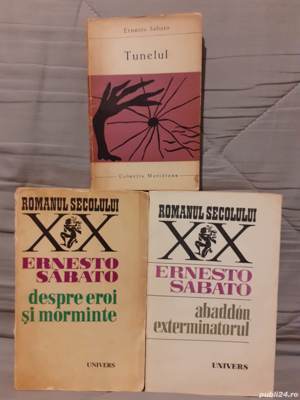 Ernesto Sabato
Tunelul
Colecția Meridiane
ROMANUL SECOLULUI
XX
ERNESTO
SABATO
despre eroi
și morminte
UNIVERS
ROMANUL SECOLULUI
XX
ERNESTO
SABATO
abaddón
exterminatorul
UNIVERS
publi24.ro